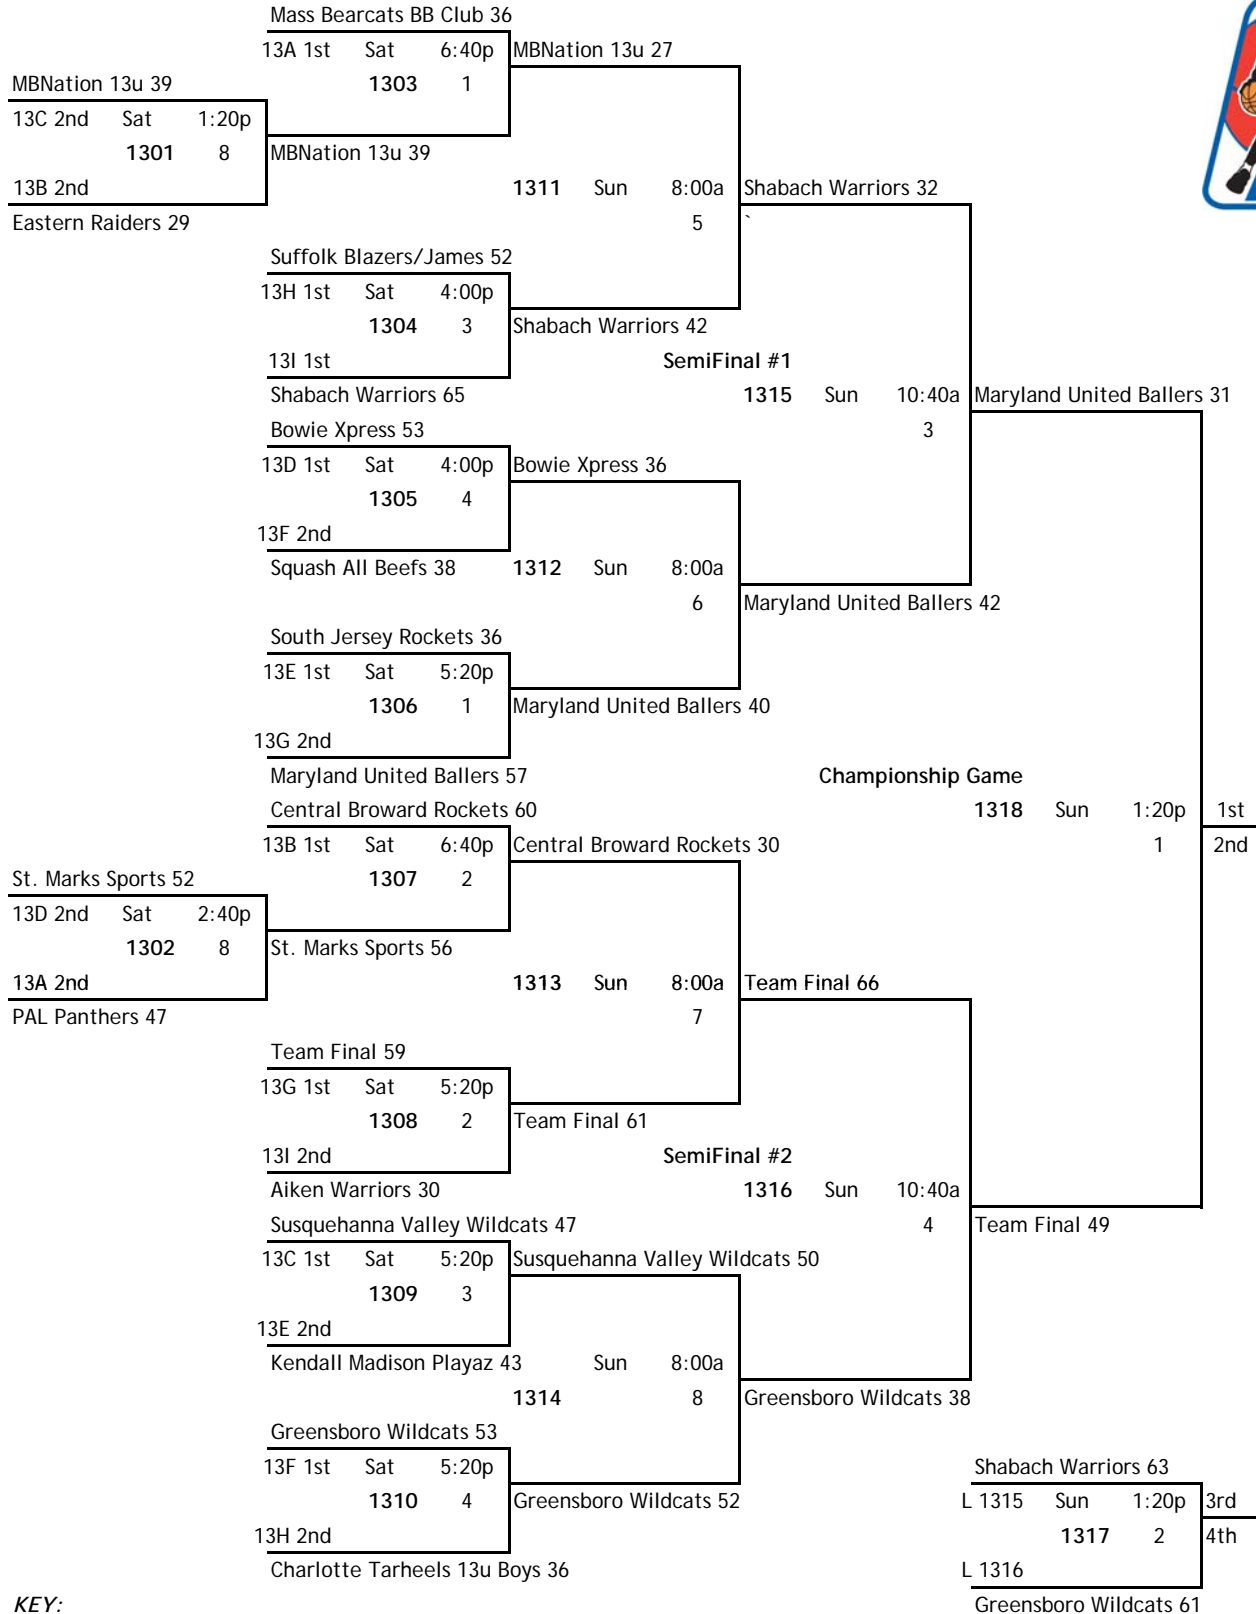 Mass Bearcats BB Club 36
13A 1st Sat 6:40p MBNation 13u 27
MBNation 13u 39 1303 1
13C 2nd Sat 1:20p
1301 8 MBNation 13u 39
13B 2nd 1311 Sun 8:00a Shabach Warriors 32
Eastern Raiders 29 5 `
Suffolk Blazers/James 52
13H 1st Sat 4:00p
1304 3 Shabach Warriors 42
13I 1st SemiFinal #1
Shabach Warriors 65 1315 Sun 10:40a Maryland United Ballers 31
Bowie Xpress 53 3
13D 1st Sat 4:00p Bowie Xpress 36
1305 4
13F 2nd
Squash All Beefs 38 1312 Sun 8:00a
6 Maryland United Ballers 42
South Jersey Rockets 36
13E 1st Sat 5:20p
1306 1 Maryland United Ballers 40
13G 2nd
Maryland United Ballers 57 Championship Game
Central Broward Rockets 60 1318 Sun 1:20p 1st
13B 1st Sat 6:40p Central Broward Rockets 30 1 2nd
St. Marks Sports 52 1307 2
13D 2nd Sat 2:40p
1302 8 St. Marks Sports 56
13A 2nd 1313 Sun 8:00a Team Final 66
PAL Panthers 47 7
Team Final 59
13G 1st Sat 5:20p
1308 2 Team Final 61
13I 2nd SemiFinal #2
Aiken Warriors 30 1316 Sun 10:40a
Susquehanna Valley Wildcats 47 4 Team Final 49
13C 1st Sat 5:20p Susquehanna Valley Wildcats 50
1309 3
13E 2nd
Kendall Madison Playaz 43 Sun 8:00a
1314 8 Greensboro Wildcats 38
Greensboro Wildcats 53
13F 1st Sat 5:20p Shabach Warriors 63
1310 4 Greensboro Wildcats 52 L 1315 Sun 1:20p 3rd
13H 2nd 1317 2 4th
Charlotte Tarheels 13u Boys 36 L 1316
KEY: Greensboro Wildcats 61